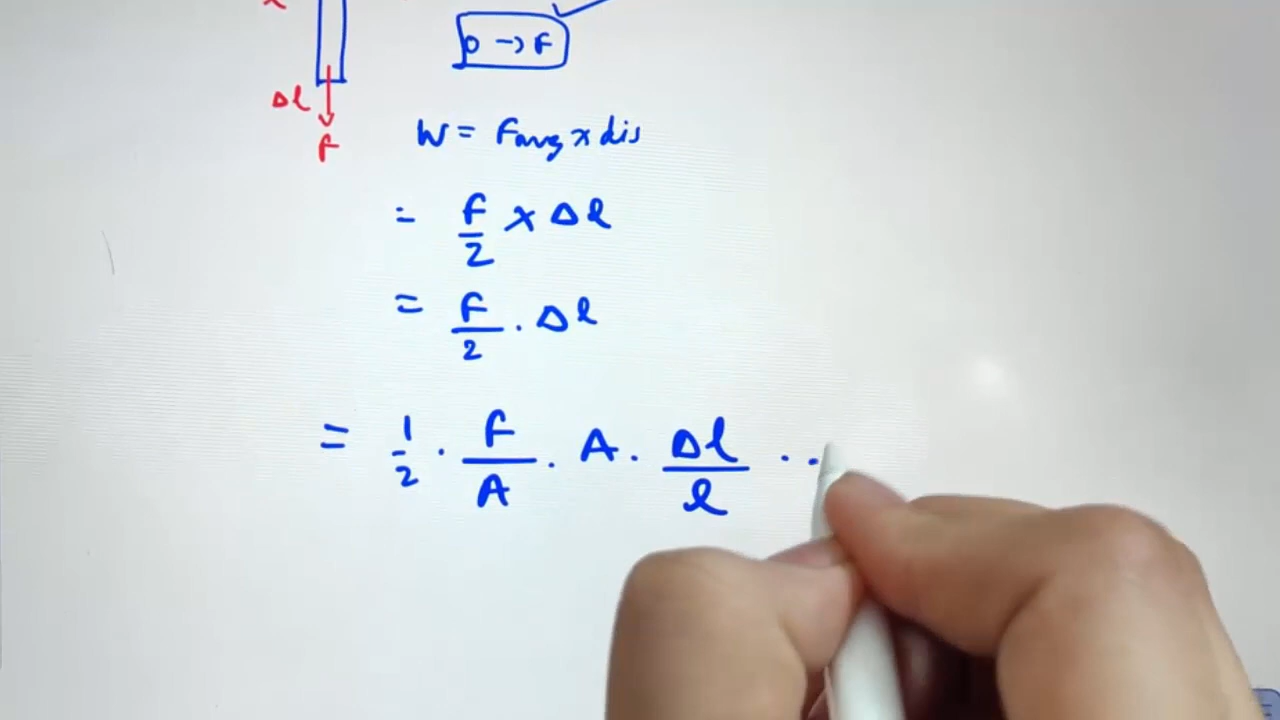 0 → F
Δl
F
W = Favg x dis
= F/2 x Δl
= F/2 . Δl
= 1/2 . F/A . A . Δl/l .